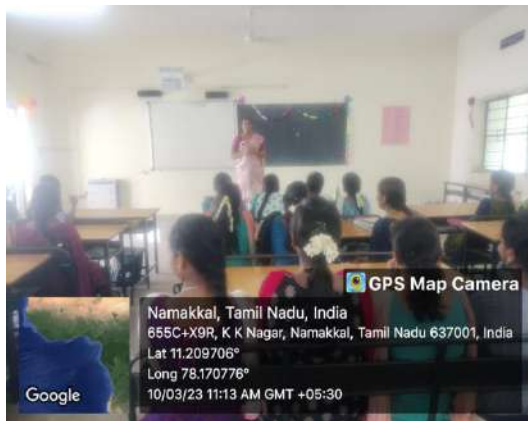 GPS Map Camera
Namakkal, Tamil Nadu, India
655C+X9R, K K Nagar, Namakkal, Tamil Nadu 637001, India
Lat 11.209706°
Long 78.170776°
10/03/23 11:13 AM GMT +05:30
Google